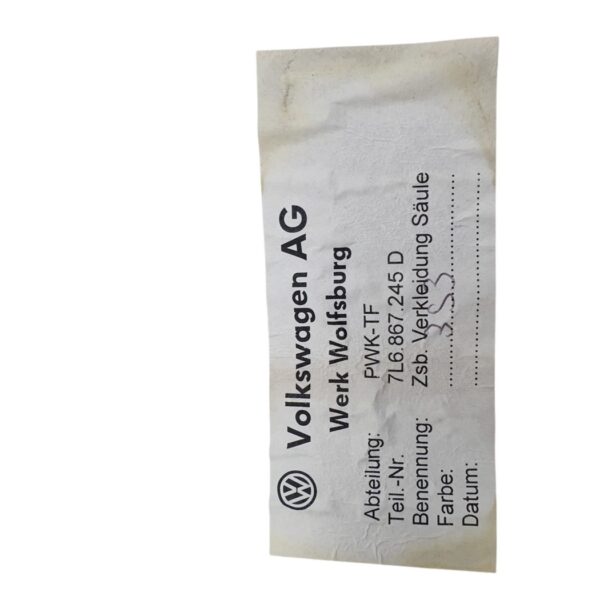 Volkswagen AG
Werk Wolfsburg
Abteilung: PWK-TF
Teil.-Nr. 7L6.867.245 D
Benennung: Zsb. Verkleidung Säule
Farbe: ........................................
Datum: ........................................